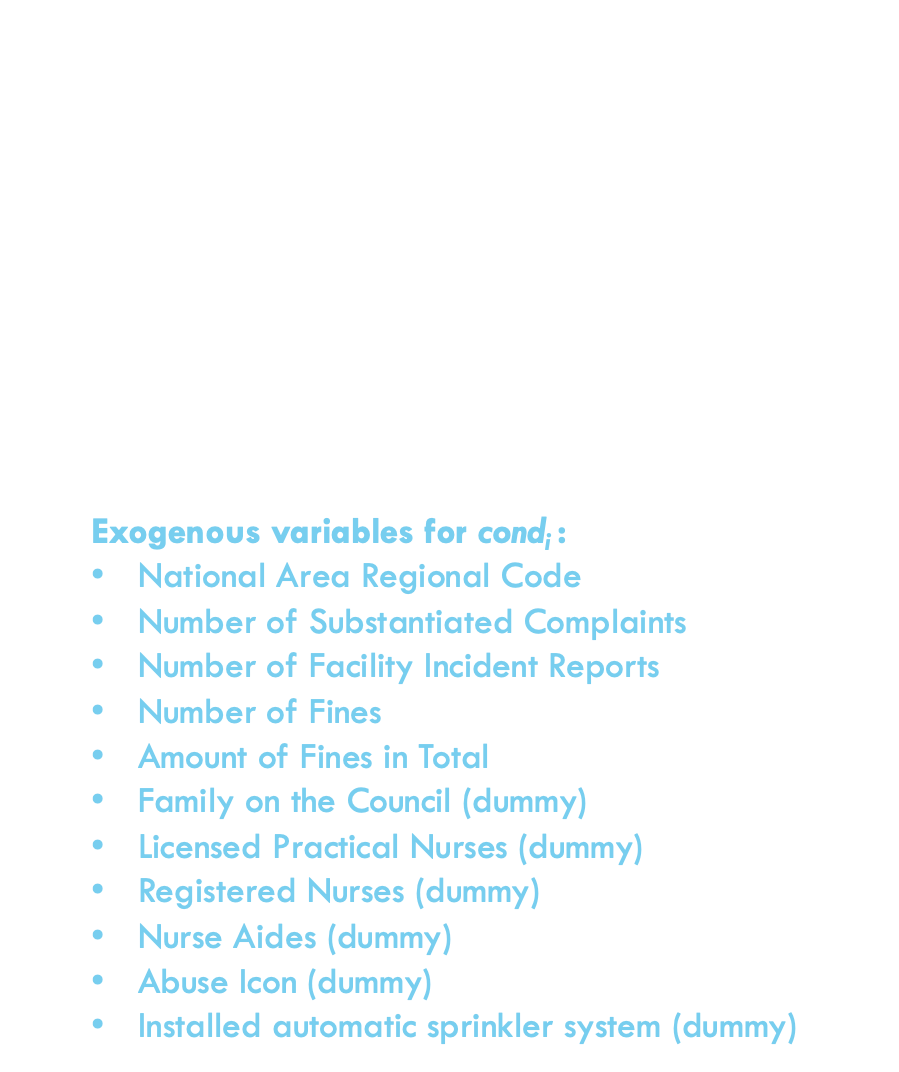 Exogenous variables for condᵢ:
• National Area Regional Code
• Number of Substantiated Complaints
• Number of Facility Incident Reports
• Number of Fines
• Amount of Fines in Total
• Family on the Council (dummy)
• Licensed Practical Nurses (dummy)
• Registered Nurses (dummy)
• Nurse Aides (dummy)
• Abuse Icon (dummy)
• Installed automatic sprinkler system (dummy)